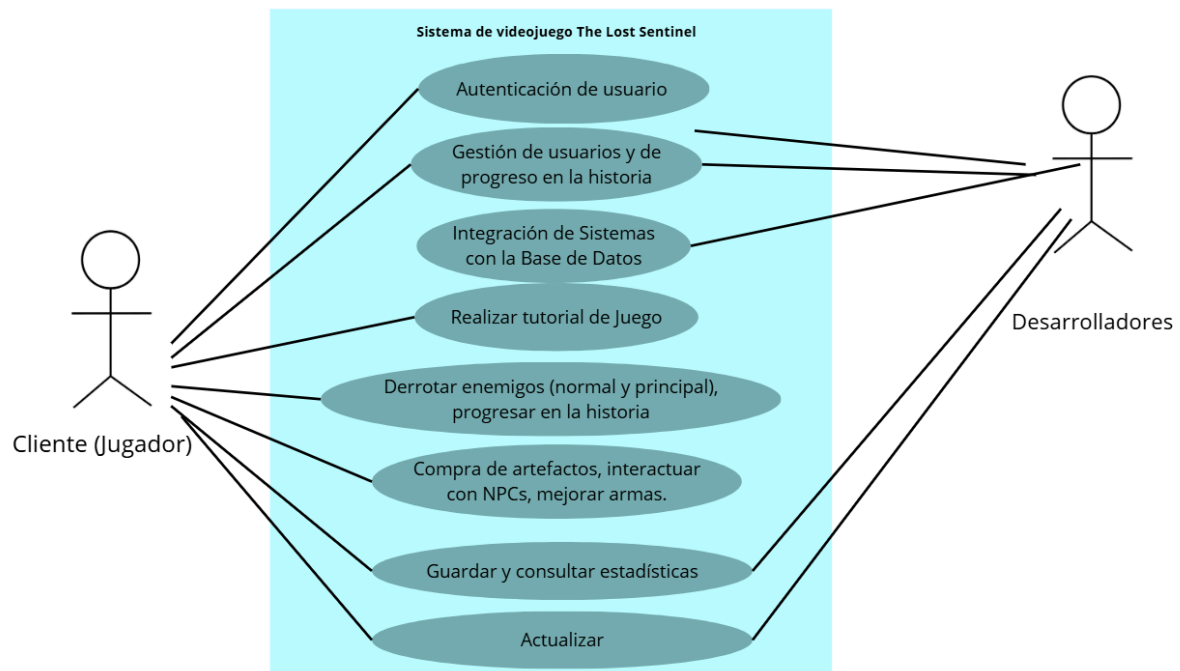 Sistema de videojuego The Lost Sentinel
Autenticación de usuario
Gestión de usuarios y de
progreso en la historia
Integración de Sistemas
con la Base de Datos
Realizar tutorial de Juego
Desarrolladores
Derrotar enemigos (normal y principal),
progresar en la historia
Cliente (Jugador)
Compra de artefactos, interactuar
con NPCs, mejorar armas.
Guardar y consultar estadísticas
Actualizar